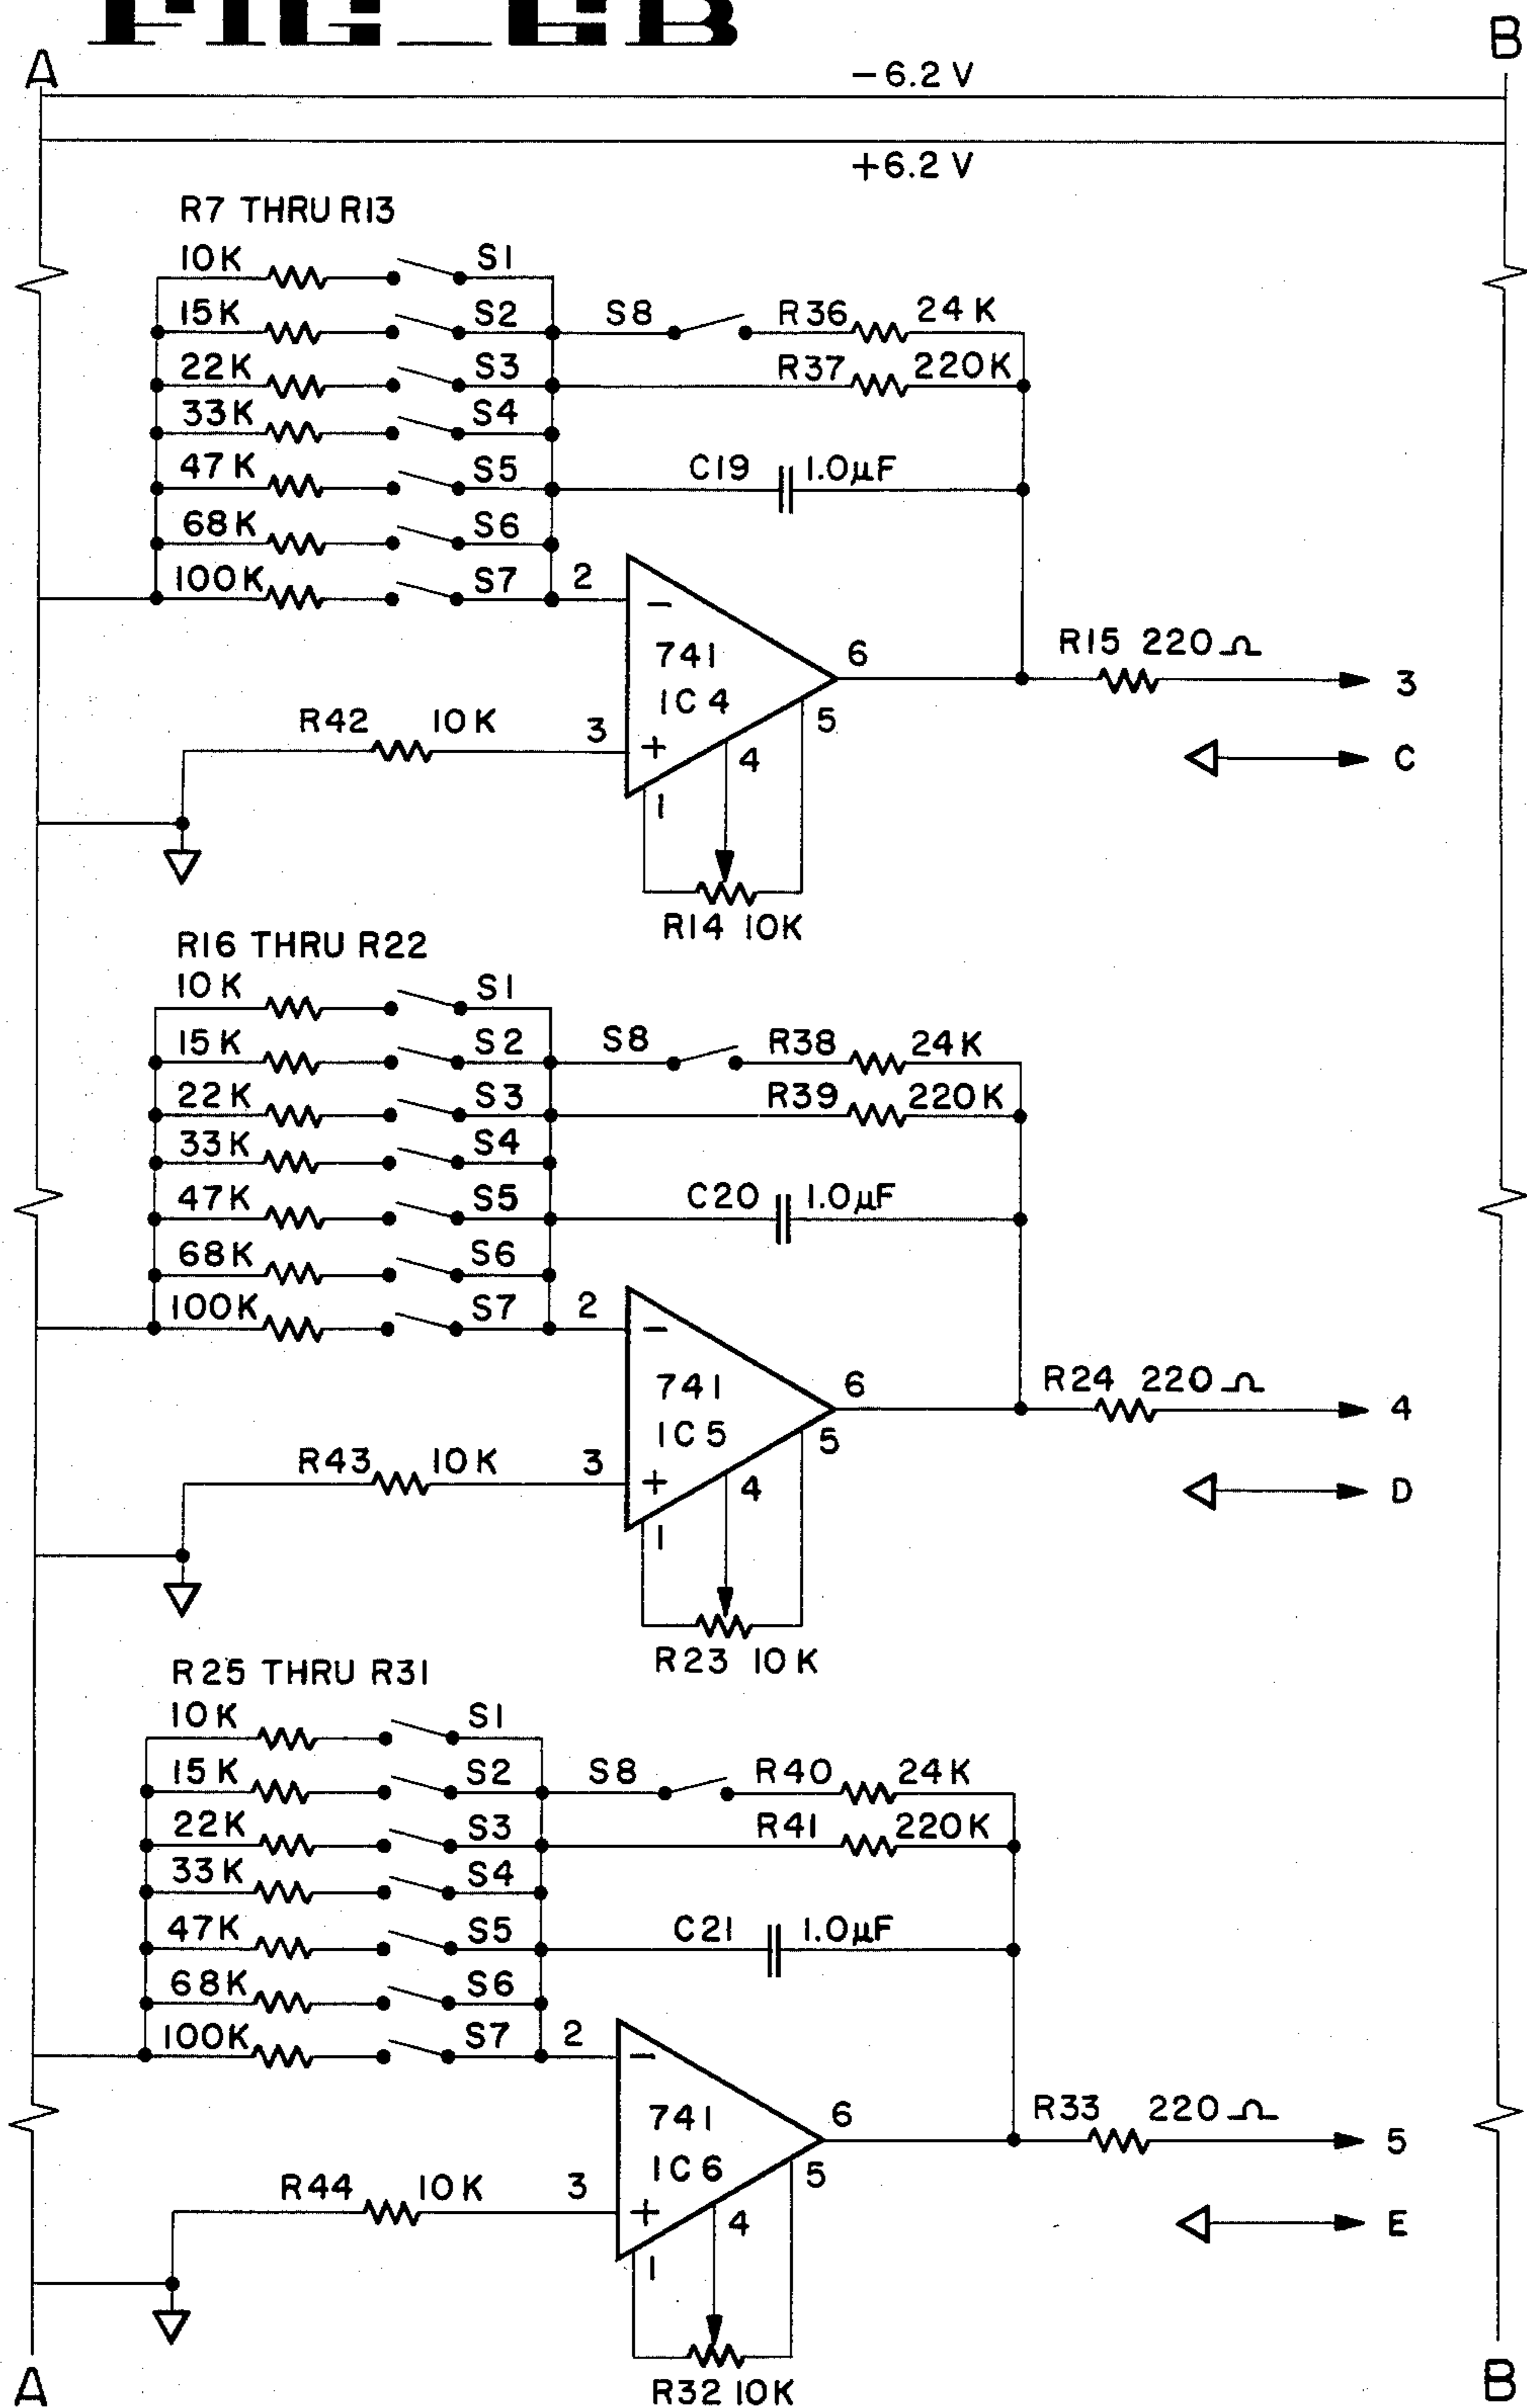 FIG_6B
A B
−6.2 V
+6.2 V
R7 THRU R13
10K S1
15K S2 S8 R36 24K
22K S3 R37 220K
33K S4
47K S5 C19 1.0µF
68K S6
100K S7 2
−
741 6 R15 220Ω 3
IC4 5
R42 10K 3 + 4 C
1
R14 10K
R16 THRU R22
10K S1
15K S2 S8 R38 24K
22K S3 R39 220K
33K S4
47K S5 C20 1.0µF
68K S6
100K S7 2
−
741 6 R24 220Ω 4
IC5 5
R43 10K 3 + 4 D
1
R23 10K
R25 THRU R31
10K S1
15K S2 S8 R40 24K
22K S3 R41 220K
33K S4
47K S5 C21 1.0µF
68K S6
100K S7 2
−
741 6 R33 220Ω 5
IC6 5
R44 10K 3 + 4 E
1
R32 10K
A B